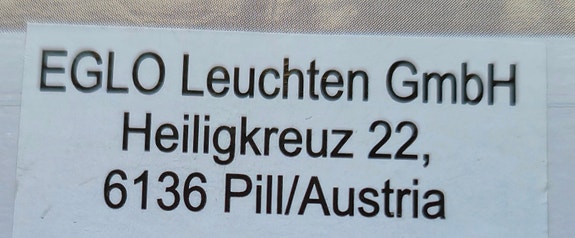 EGLO Leuchten GmbH
Heiligkreuz 22,
6136 Pill/Austria